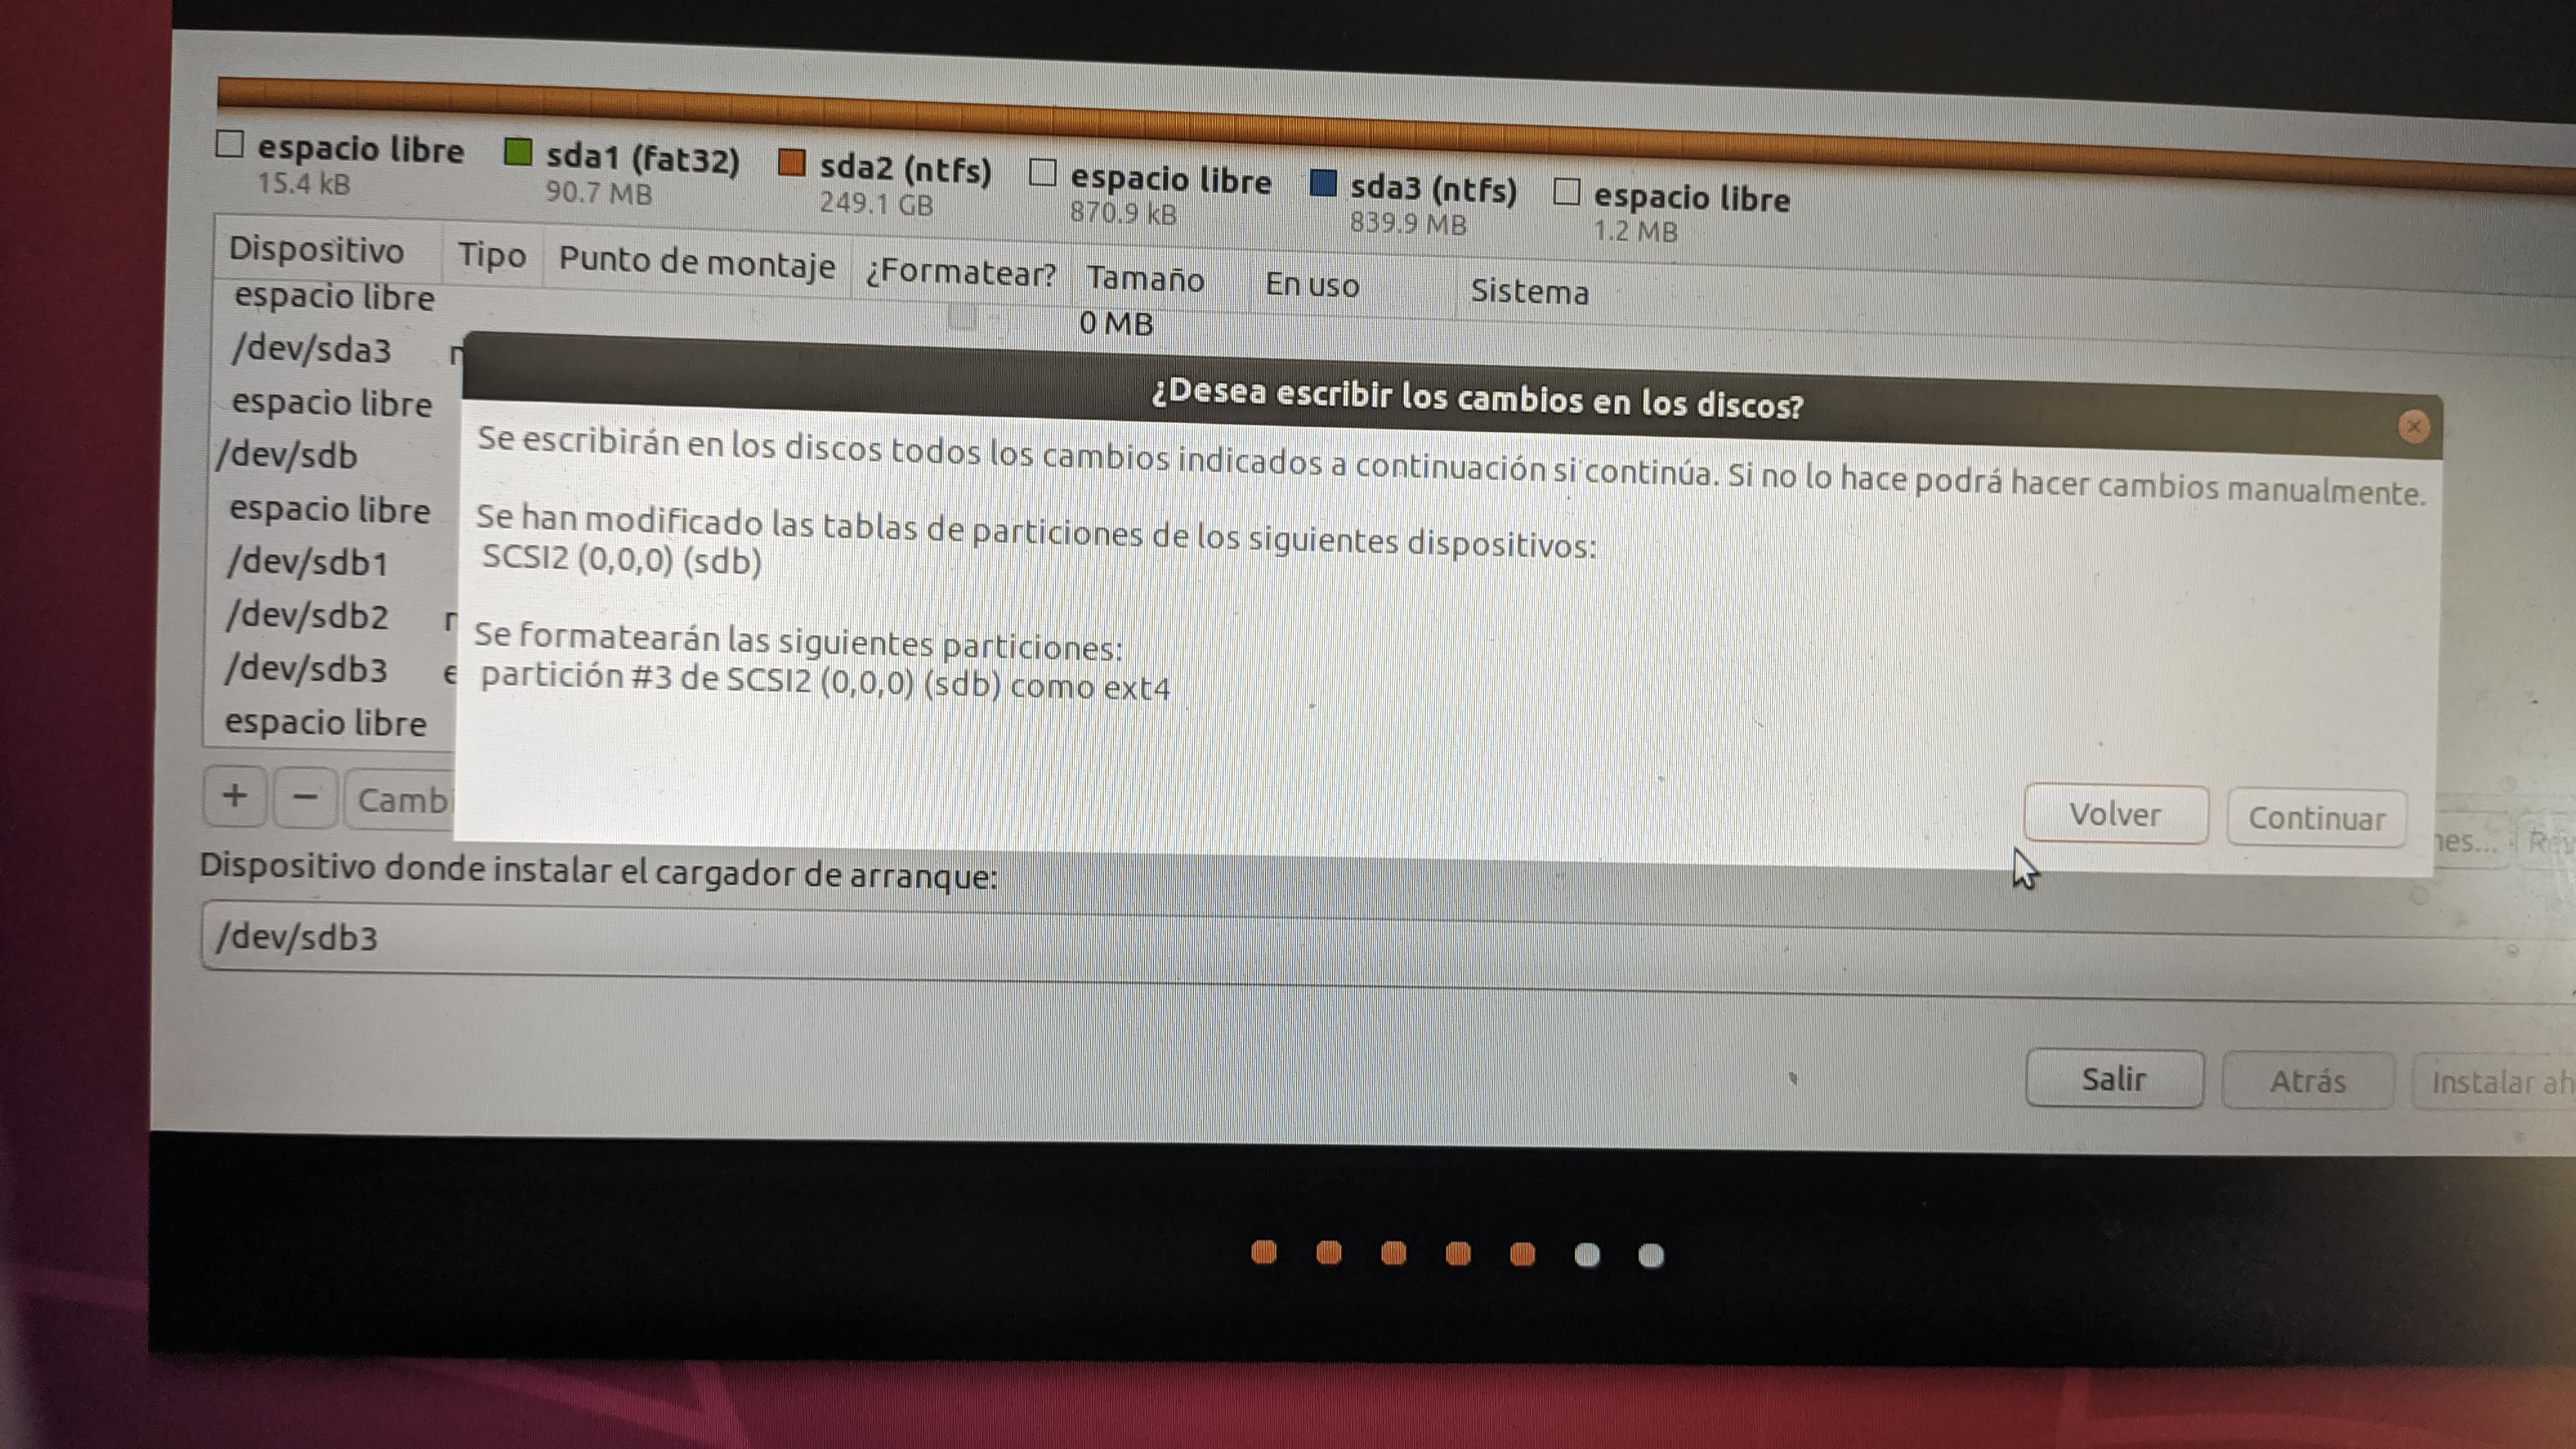 espacio libre sda1 (fat32) sda2 (ntfs) espacio libre sda3 (ntfs) espacio libre
15.4 kB 90.7 MB 249.1 GB 870.9 kB 839.9 MB 1.2 MB
Dispositivo Tipo Punto de montaje ¿Formatear? Tamaño En uso Sistema
espacio libre 0 MB
/dev/sda3
espacio libre
/dev/sdb
espacio libre
/dev/sdb1
/dev/sdb2
/dev/sdb3
espacio libre
¿Desea escribir los cambios en los discos?
Se escribirán en los discos todos los cambios indicados a continuación si continúa. Si no lo hace podrá hacer cambios manualmente.
Se han modificado las tablas de particiones de los siguientes dispositivos:
SCSI2 (0,0,0) (sdb)
Se formatearán las siguientes particiones:
partición #3 de SCSI2 (0,0,0) (sdb) como ext4
Volver Continuar
+ − Camb
Dispositivo donde instalar el cargador de arranque:
/dev/sdb3
Salir Atrás Instalar ah